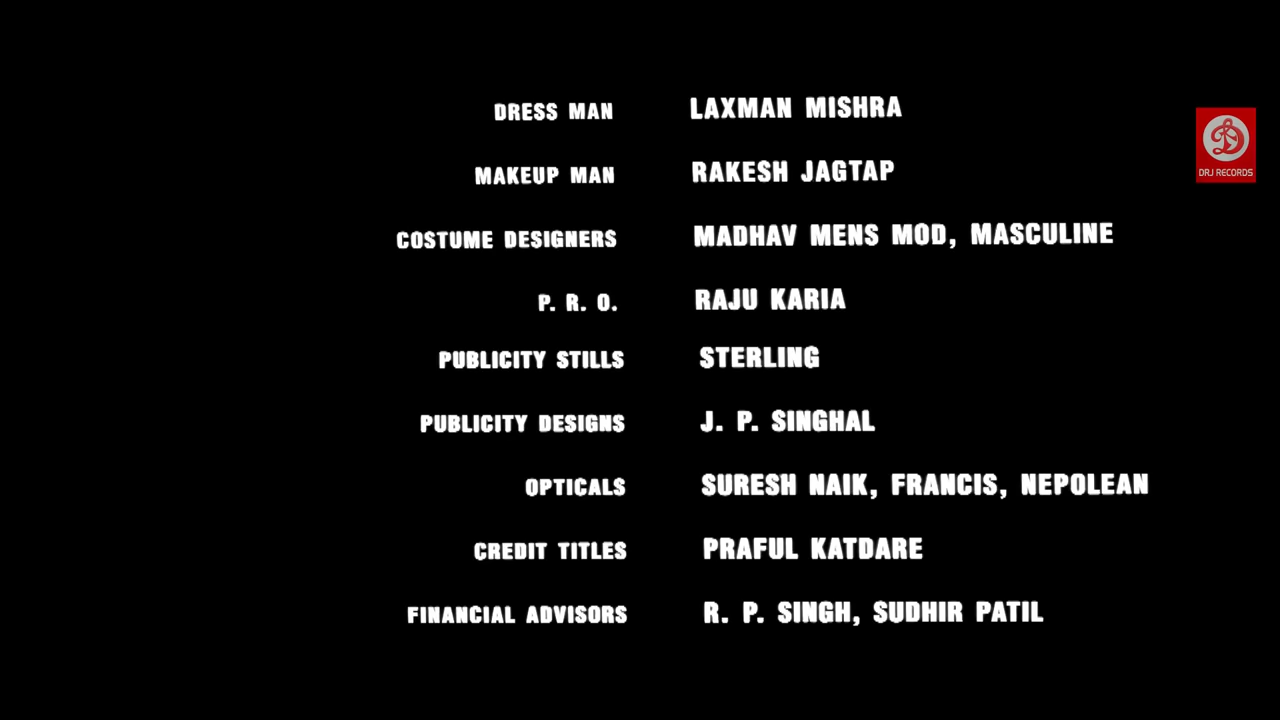 DRESS MAN LAXMAN MISHRA
MAKEUP MAN RAKESH JAGTAP
COSTUME DESIGNERS MADHAV MENS MOD, MASCULINE
P. R. O. RAJU KARIA
PUBLICITY STILLS STERLING
PUBLICITY DESIGNS J. P. SINGHAL
OPTICALS SURESH NAIK, FRANCIS, NEPOLEAN
CREDIT TITLES PRAFUL KATDARE
FINANCIAL ADVISORS R. P. SINGH, SUDHIR PATIL
DRJ RECORDS